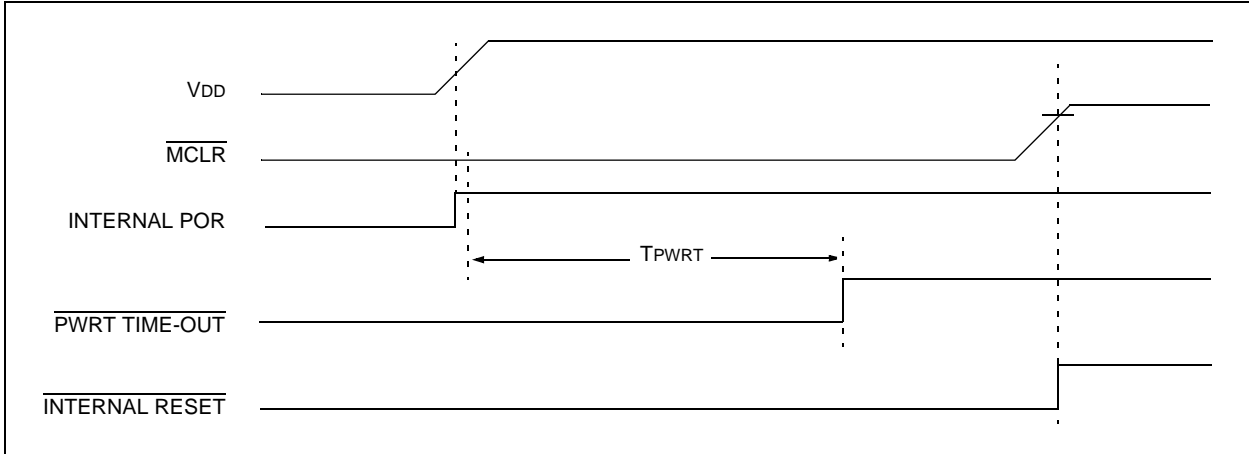 VDD
MCLR
INTERNAL POR
TPWRT
PWRT TIME-OUT
INTERNAL RESET